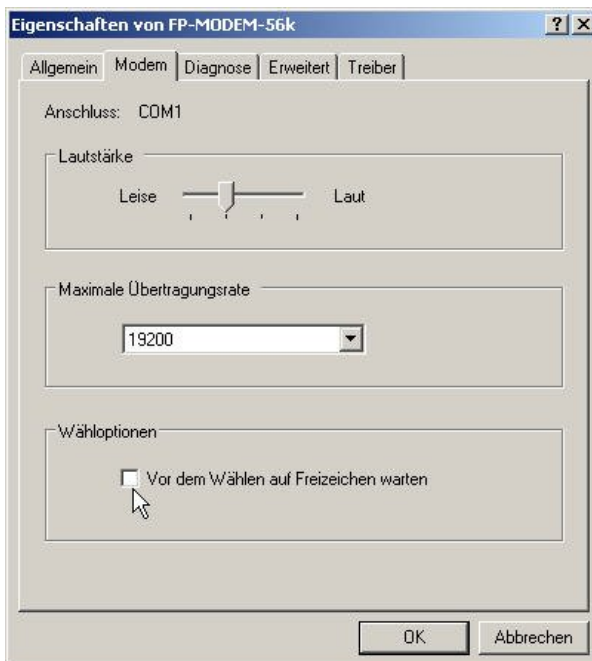 Eigenschaften von FP-MODEM-56k
Allgemein Modem Diagnose Erweitert Treiber
Anschluss: COM1
Lautstärke
Leise Laut
Maximale Übertragungsrate
19200
Wähloptionen
Vor dem Wählen auf Freizeichen warten
OK Abbrechen